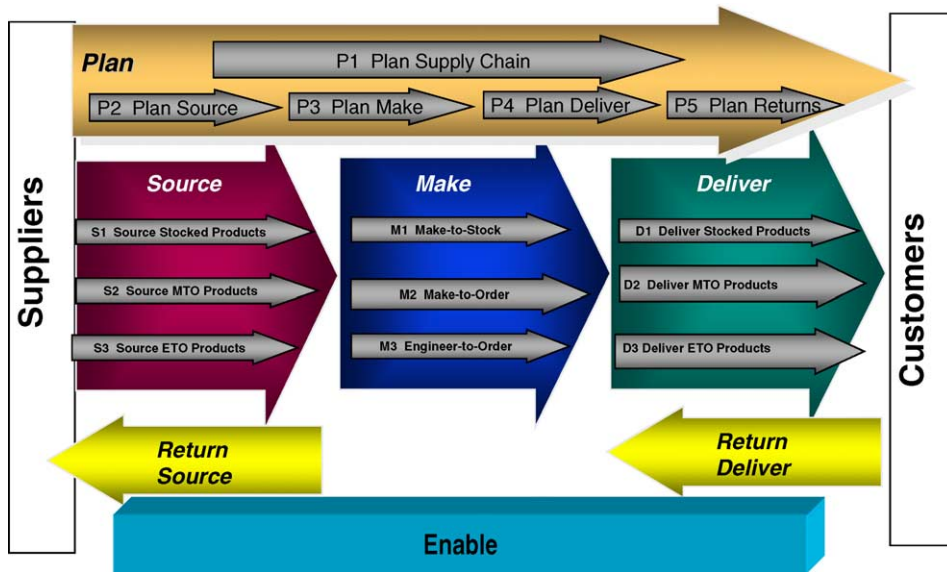 Plan
P1 Plan Supply Chain
P2 Plan Source
P3 Plan Make
P4 Plan Deliver
P5 Plan Returns
Suppliers
Source
S1 Source Stocked Products
S2 Source MTO Products
S3 Source ETO Products
Make
M1 Make-to-Stock
M2 Make-to-Order
M3 Engineer-to-Order
Deliver
D1 Deliver Stocked Products
D2 Deliver MTO Products
D3 Deliver ETO Products
Customers
Return
Source
Return
Deliver
Enable